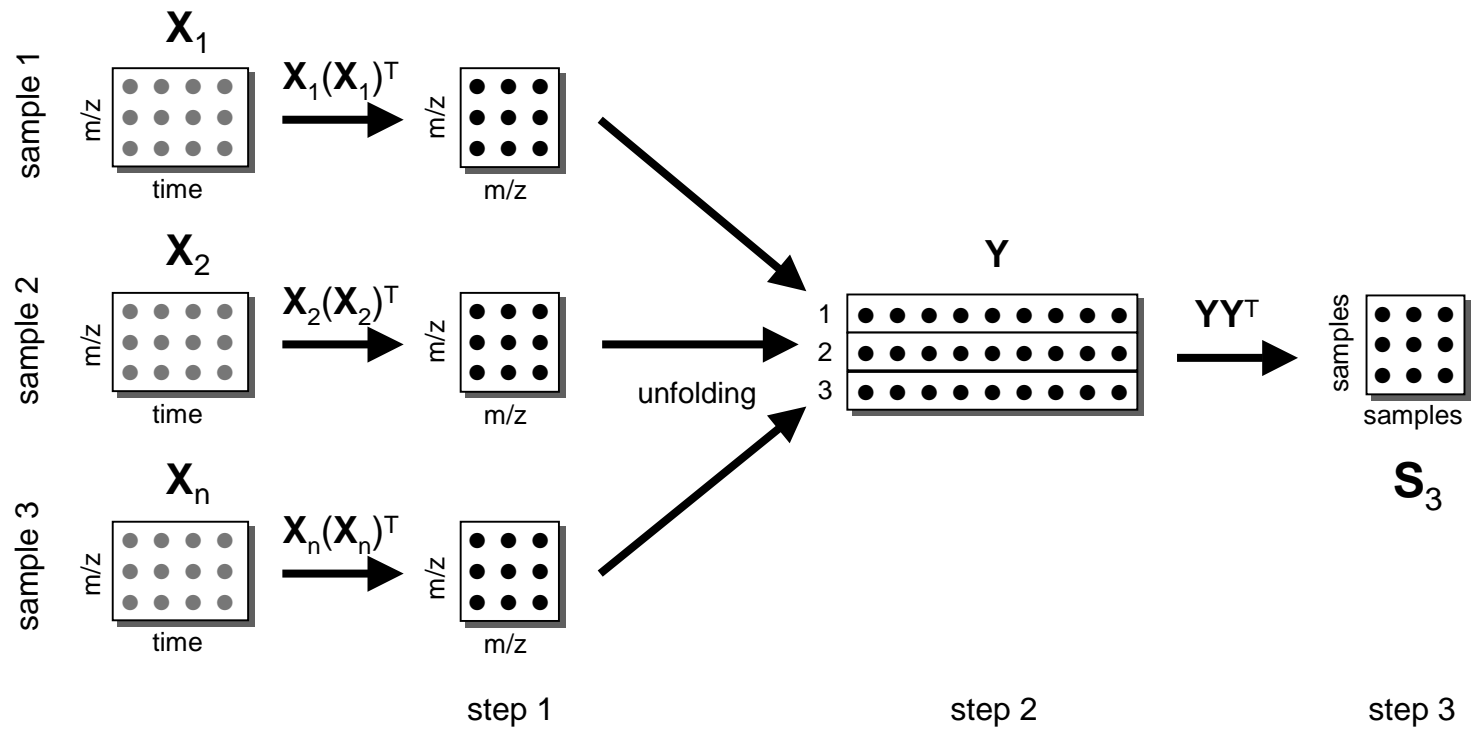 X1
sample 1
m/z
time
X1(X1)T
m/z
m/z
X2
sample 2
m/z
time
X2(X2)T
m/z
m/z
unfolding
Xn
sample 3
m/z
time
Xn(Xn)T
m/z
m/z
Y
1
2
3
YYT
samples
samples
S3
step 1
step 2
step 3